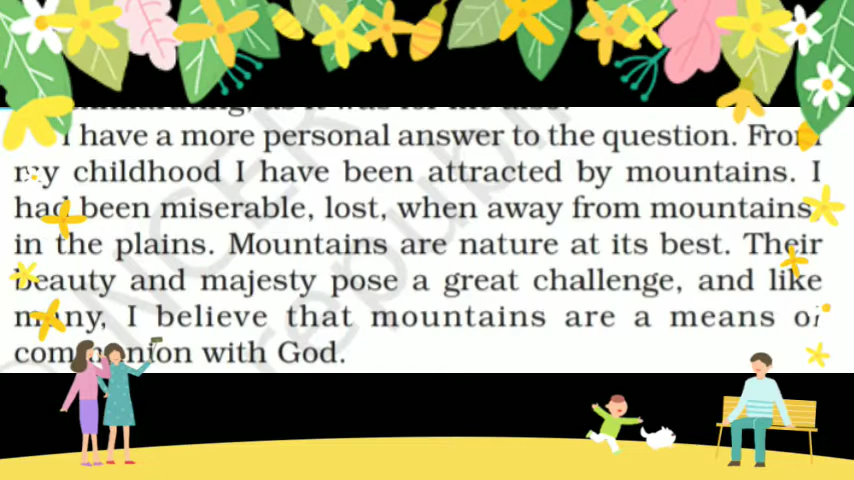 I have a more personal answer to the question. From
my childhood I have been attracted by mountains. I
had been miserable, lost, when away from mountains,
in the plains. Mountains are nature at its best. Their
beauty and majesty pose a great challenge, and like
many, I believe that mountains are a means of
communion with God.